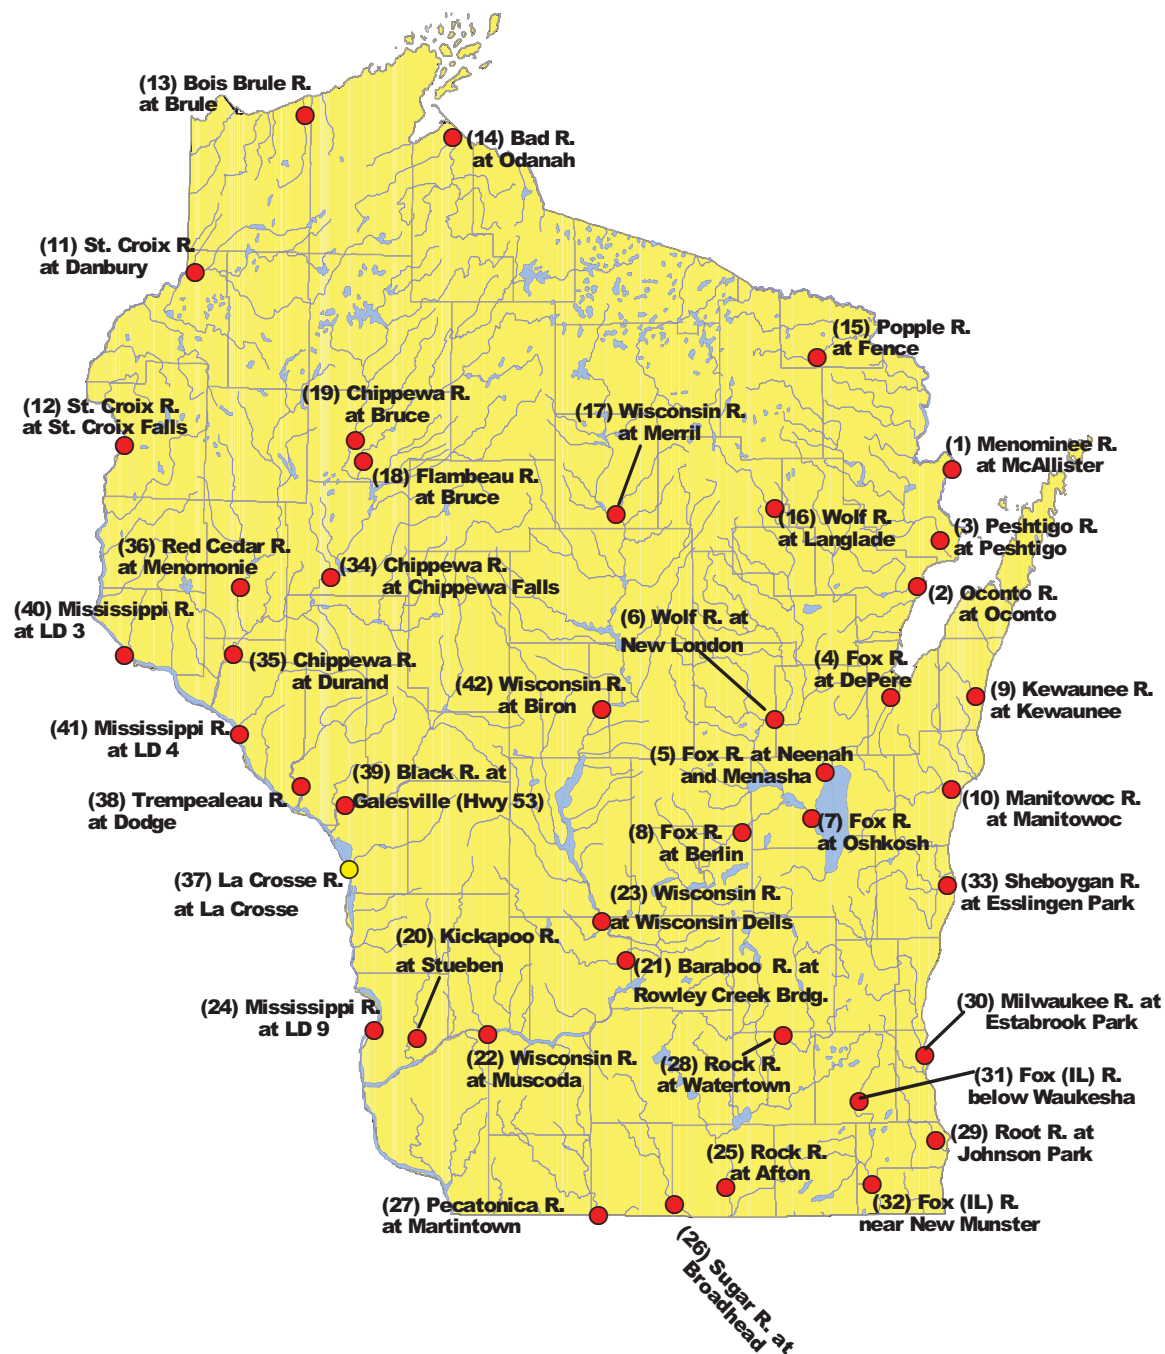 (13) Bois Brule R.
at Brule
(14) Bad R.
at Odanah
(11) St. Croix R.
at Danbury
(15) Popple R.
at Fence
(19) Chippewa R.
at Bruce
(12) St. Croix R.
at St. Croix Falls
(17) Wisconsin R.
at Merril
(1) Menominee R.
at McAllister
(18) Flambeau R.
at Bruce
(16) Wolf R.
at Langlade
(3) Peshtigo R.
at Peshtigo
(36) Red Cedar R.
at Menomonie
(34) Chippewa R.
at Chippewa Falls
(2) Oconto R.
at Oconto
(40) Mississippi R.
at LD 3
(6) Wolf R. at
New London
(4) Fox R.
at DePere
(35) Chippewa R.
at Durand
(42) Wisconsin R.
at Biron
(9) Kewaunee R.
at Kewaunee
(41) Mississippi R.
at LD 4
(5) Fox R. at Neenah
and Menasha
(39) Black R. at
Galesville (Hwy 53)
(38) Trempealeau R.
at Dodge
(10) Manitowoc R.
at Manitowoc
(8) Fox R.
at Berlin
(7) Fox R.
at Oshkosh
(37) La Crosse R.
at La Crosse
(23) Wisconsin R.
at Wisconsin Dells
(33) Sheboygan R.
at Esslingen Park
(20) Kickapoo R.
at Stueben
(21) Baraboo R. at
Rowley Creek Brdg.
(24) Mississippi R.
at LD 9
(30) Milwaukee R. at
Estabrook Park
(22) Wisconsin R.
at Muscoda
(28) Rock R.
at Watertown
(31) Fox (IL) R.
below Waukesha
(29) Root R. at
Johnson Park
(25) Rock R.
at Afton
(27) Pecatonica R.
at Martintown
(32) Fox (IL) R.
near New Munster
(26) Sugar R. at
Broadhead